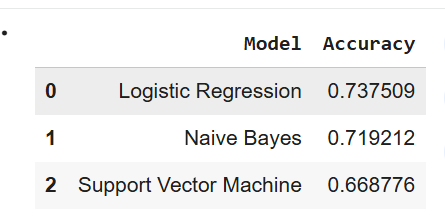 Model Accuracy
0 Logistic Regression 0.737509
1 Naive Bayes 0.719212
2 Support Vector Machine 0.668776